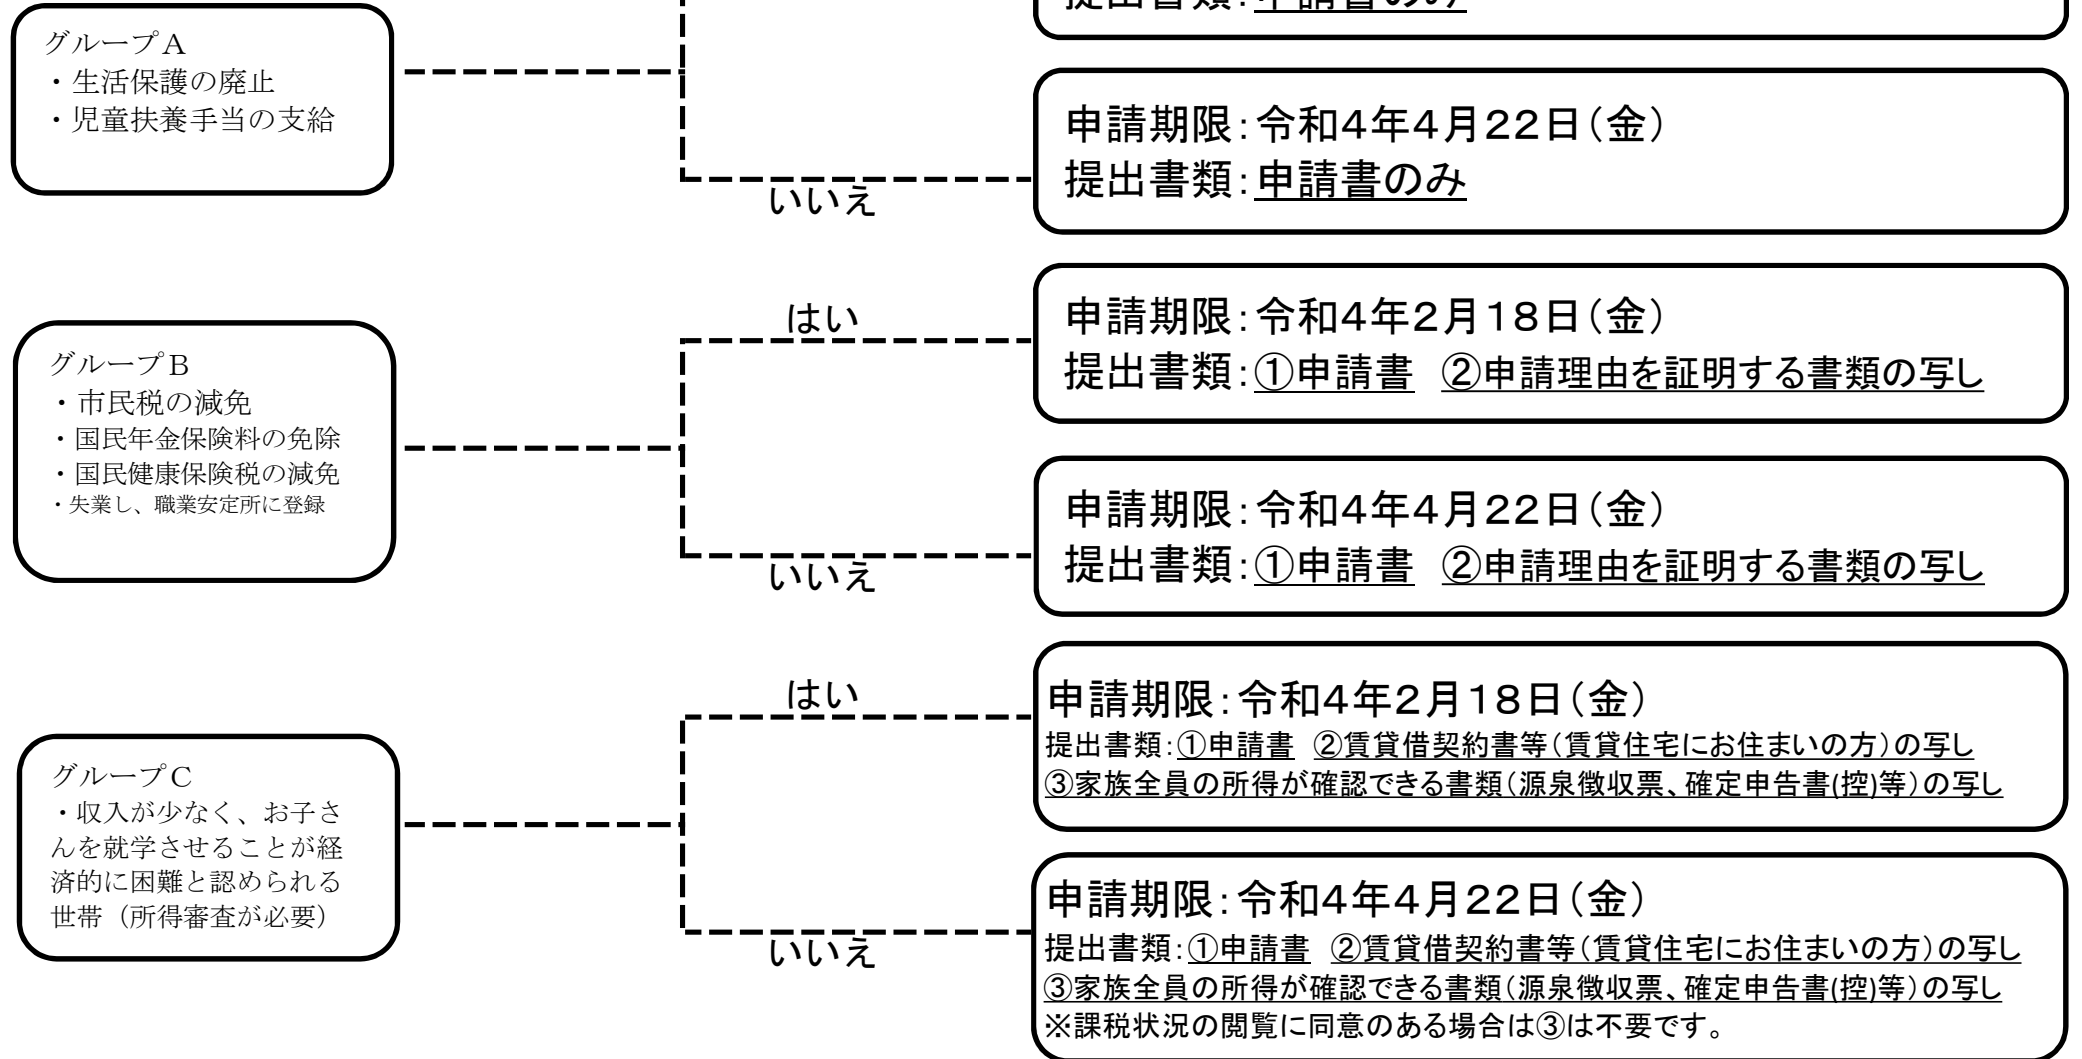 提出書類：申請書のみ
グループA
・生活保護の廃止
・児童扶養手当の支給
申請期限：令和４年４月２２日（金）
提出書類：申請書のみ
いいえ
はい
申請期限：令和４年２月１８日（金）
提出書類：①申請書　②申請理由を証明する書類の写し
グループB
・市民税の減免
・国民年金保険料の免除
・国民健康保険税の減免
・失業し、職業安定所に登録
申請期限：令和４年４月２２日（金）
提出書類：①申請書　②申請理由を証明する書類の写し
いいえ
はい
申請期限：令和４年２月１８日（金）
提出書類：①申請書　②賃貸借契約書等（賃貸住宅にお住まいの方）の写し
③家族全員の所得が確認できる書類（源泉徴収票、確定申告書(控)等）の写し
グループC
・収入が少なく、お子さ
んを就学させることが経
済的に困難と認められる
世帯（所得審査が必要）
いいえ
申請期限：令和４年４月２２日（金）
提出書類：①申請書　②賃貸借契約書等（賃貸住宅にお住まいの方）の写し
③家族全員の所得が確認できる書類（源泉徴収票、確定申告書(控)等）の写し
※課税状況の閲覧に同意のある場合は③は不要です。